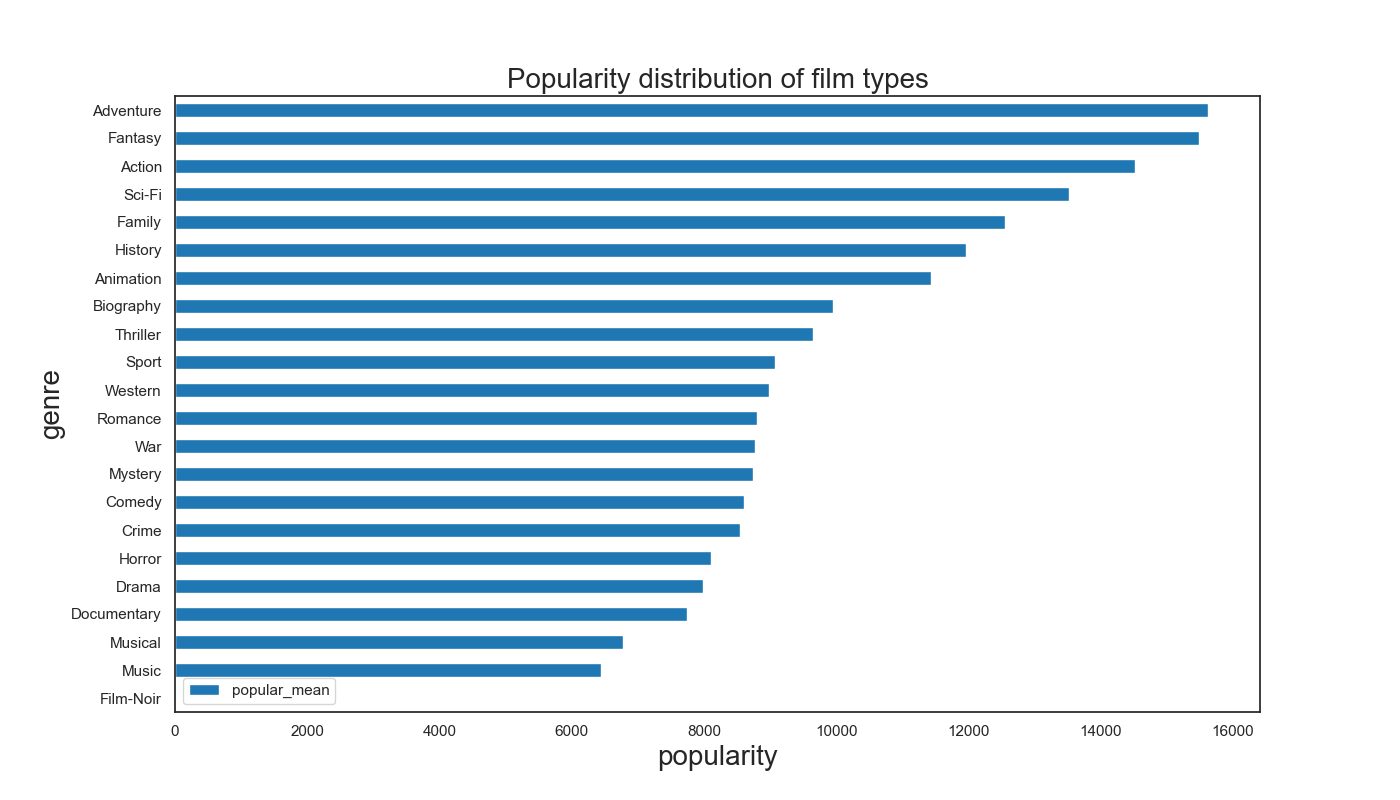 Popularity distribution of film types
genre
Adventure
Fantasy
Action
Sci-Fi
Family
History
Animation
Biography
Thriller
Sport
Western
Romance
War
Mystery
Comedy
Crime
Horror
Drama
Documentary
Musical
Music
Film-Noir
popular_mean
0 2000 4000 6000 8000 10000 12000 14000 16000
popularity